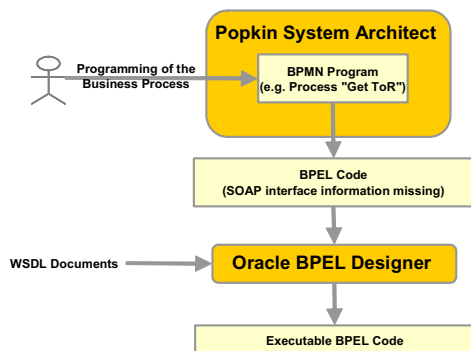 Popkin System Architect
Programming of the
Business Process
BPMN Program
(e.g. Process "Get ToR")
BPEL Code
(SOAP interface information missing)
WSDL Documents
Oracle BPEL Designer
Executable BPEL Code